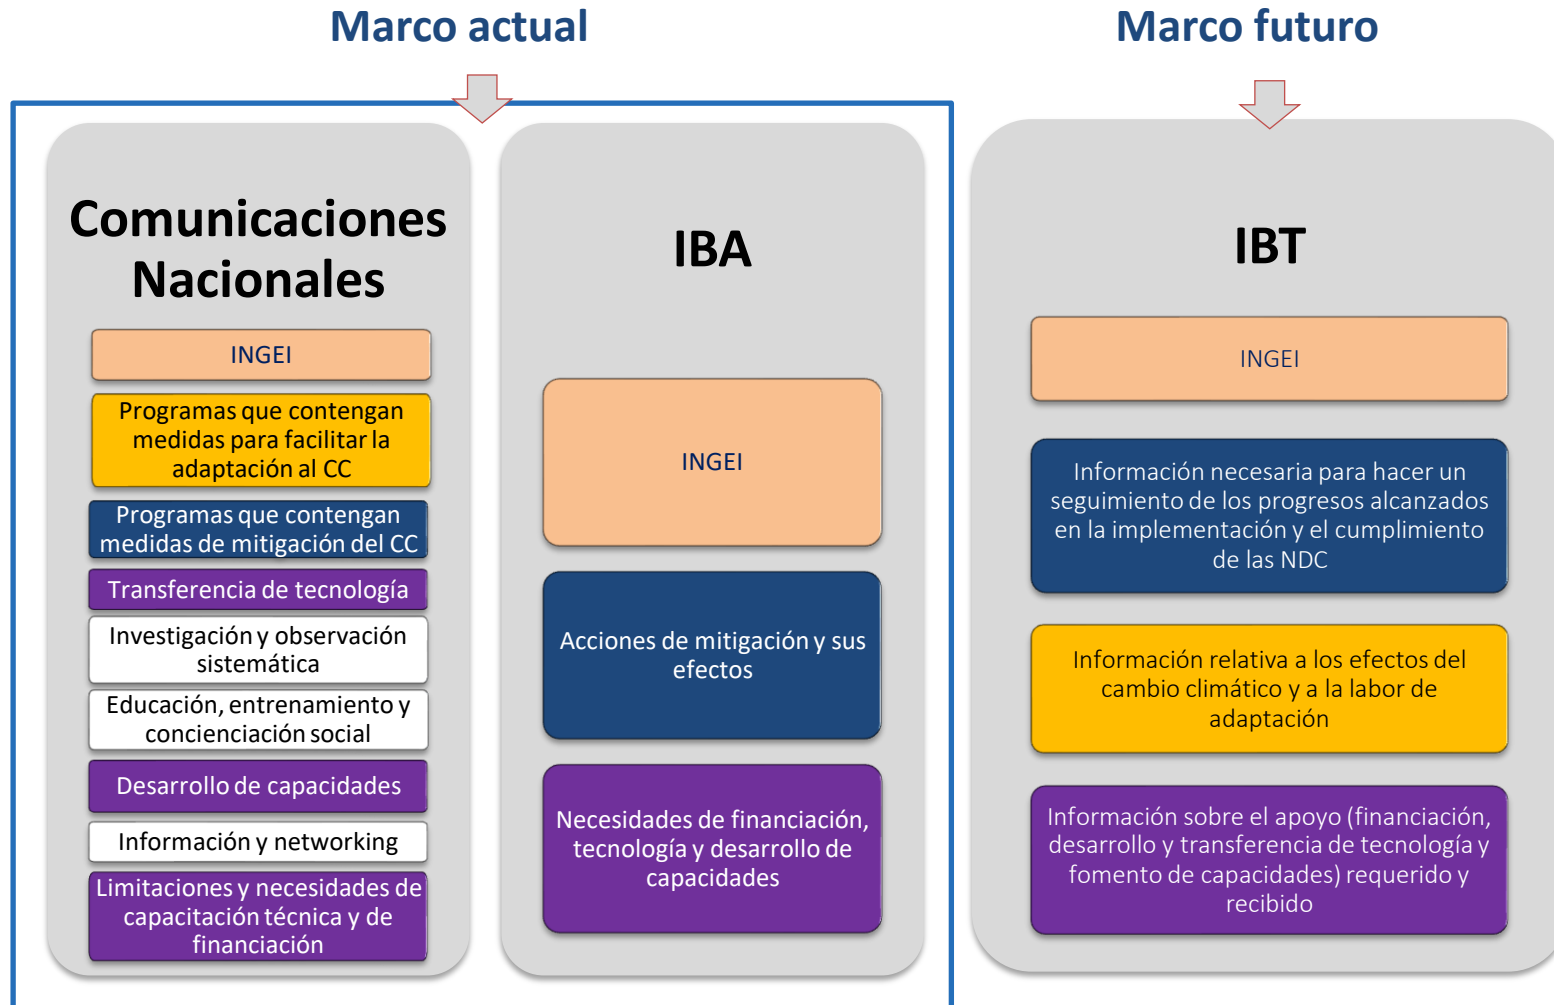 Marco actual
Marco futuro
Comunicaciones
Nacionales
INGEI
Programas que contengan
medidas para facilitar la
adaptación al CC
Programas que contengan
medidas de mitigación del CC
Transferencia de tecnología
Investigación y observación
sistemática
Educación, entrenamiento y
concienciación social
Desarrollo de capacidades
Información y networking
Limitaciones y necesidades de
capacitación técnica y de
financiación
IBA
INGEI
Acciones de mitigación y sus
efectos
Necesidades de financiación,
tecnología y desarrollo de
capacidades
IBT
INGEI
Información necesaria para hacer un
seguimiento de los progresos alcanzados
en la implementación y el cumplimiento
de las NDC
Información relativa a los efectos del
cambio climático y a la labor de
adaptación
Información sobre el apoyo (financiación,
desarrollo y transferencia de tecnología y
fomento de capacidades) requerido y
recibido